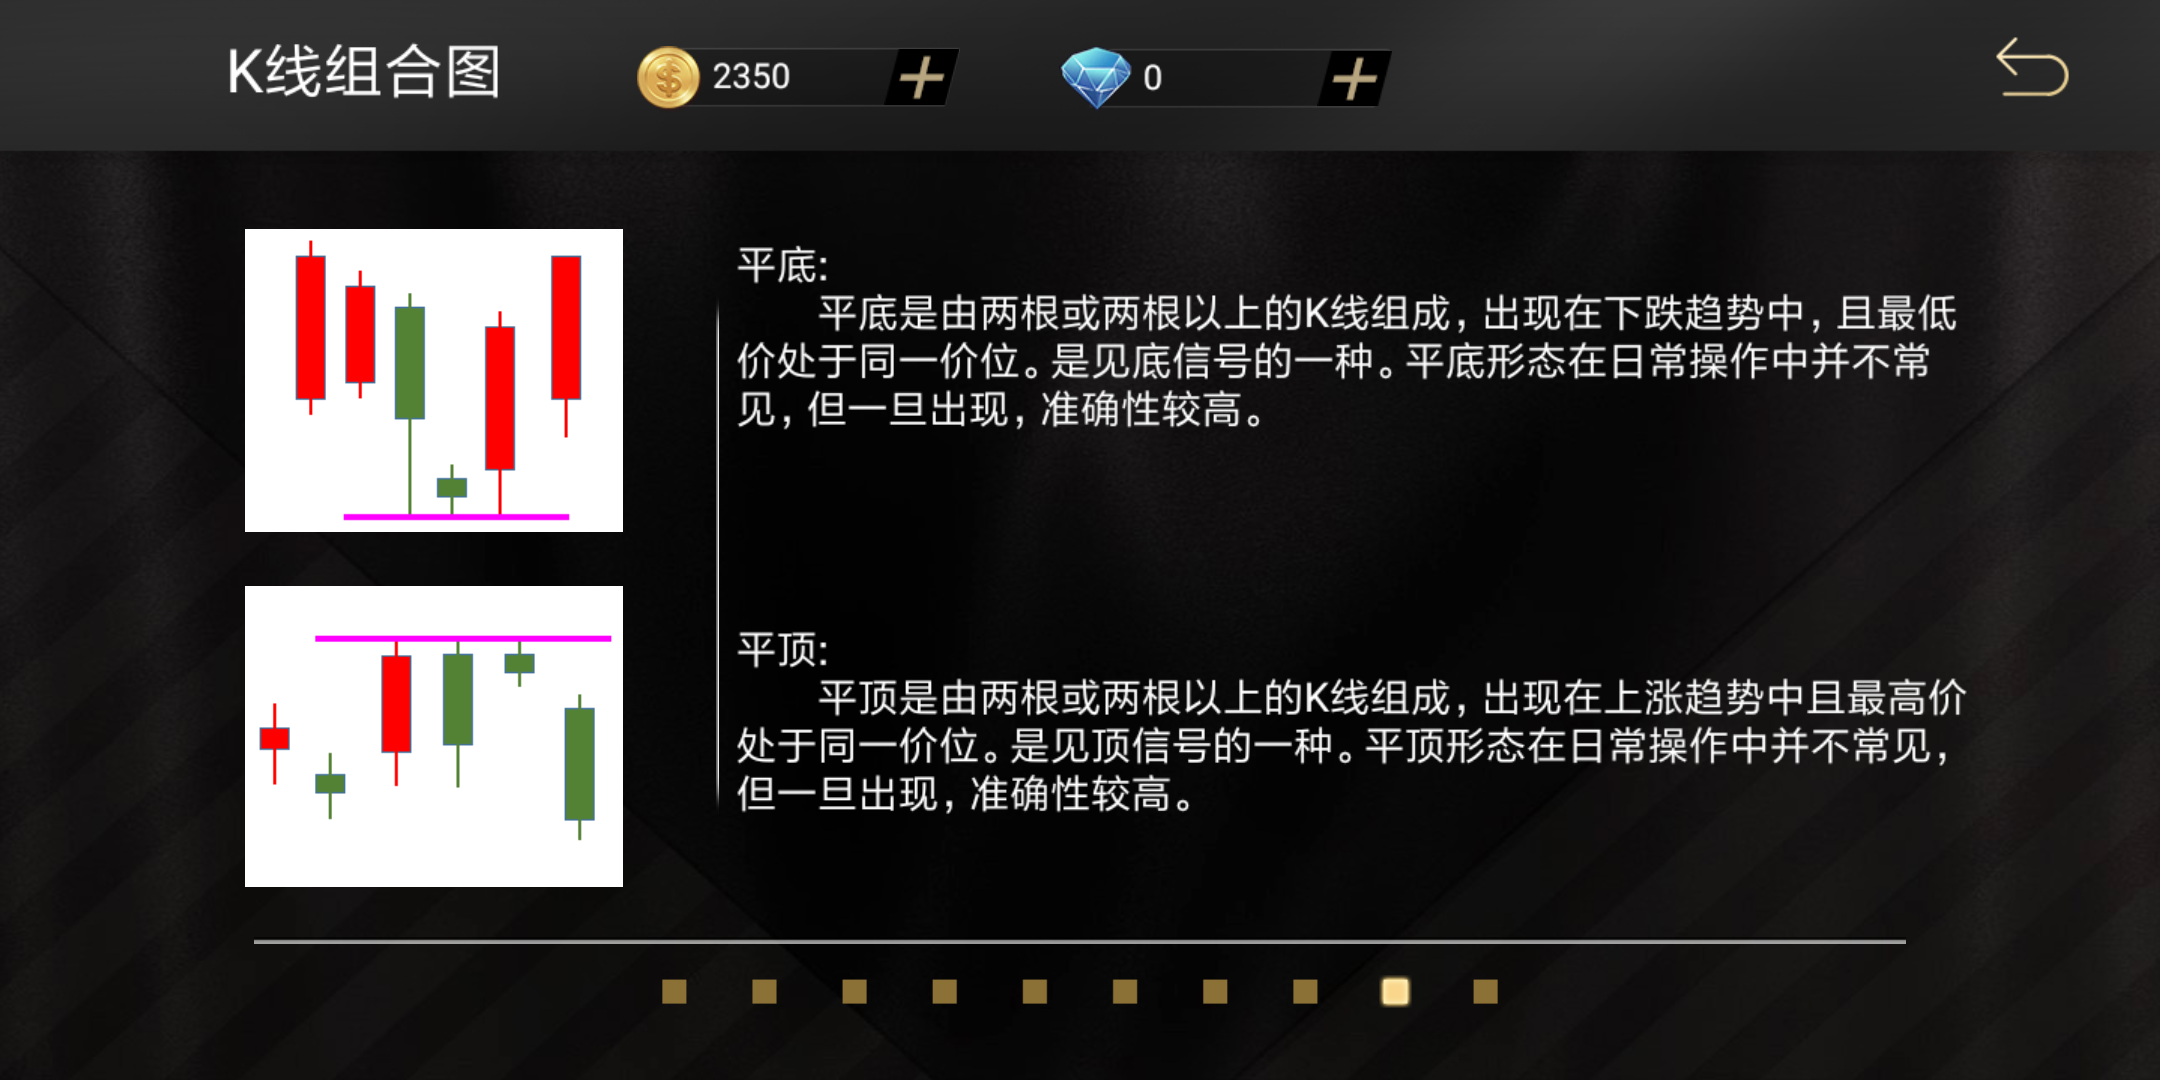 K线组合图
2350
0
平底:
平底是由两根或两根以上的K线组成，出现在下跌趋势中，且最低
价处于同一价位。是见底信号的一种。平底形态在日常操作中并不常
见，但一旦出现，准确性较高。
平顶:
平顶是由两根或两根以上的K线组成，出现在上涨趋势中且最高价
处于同一价位。是见顶信号的一种。平顶形态在日常操作中并不常见，
但一旦出现，准确性较高。